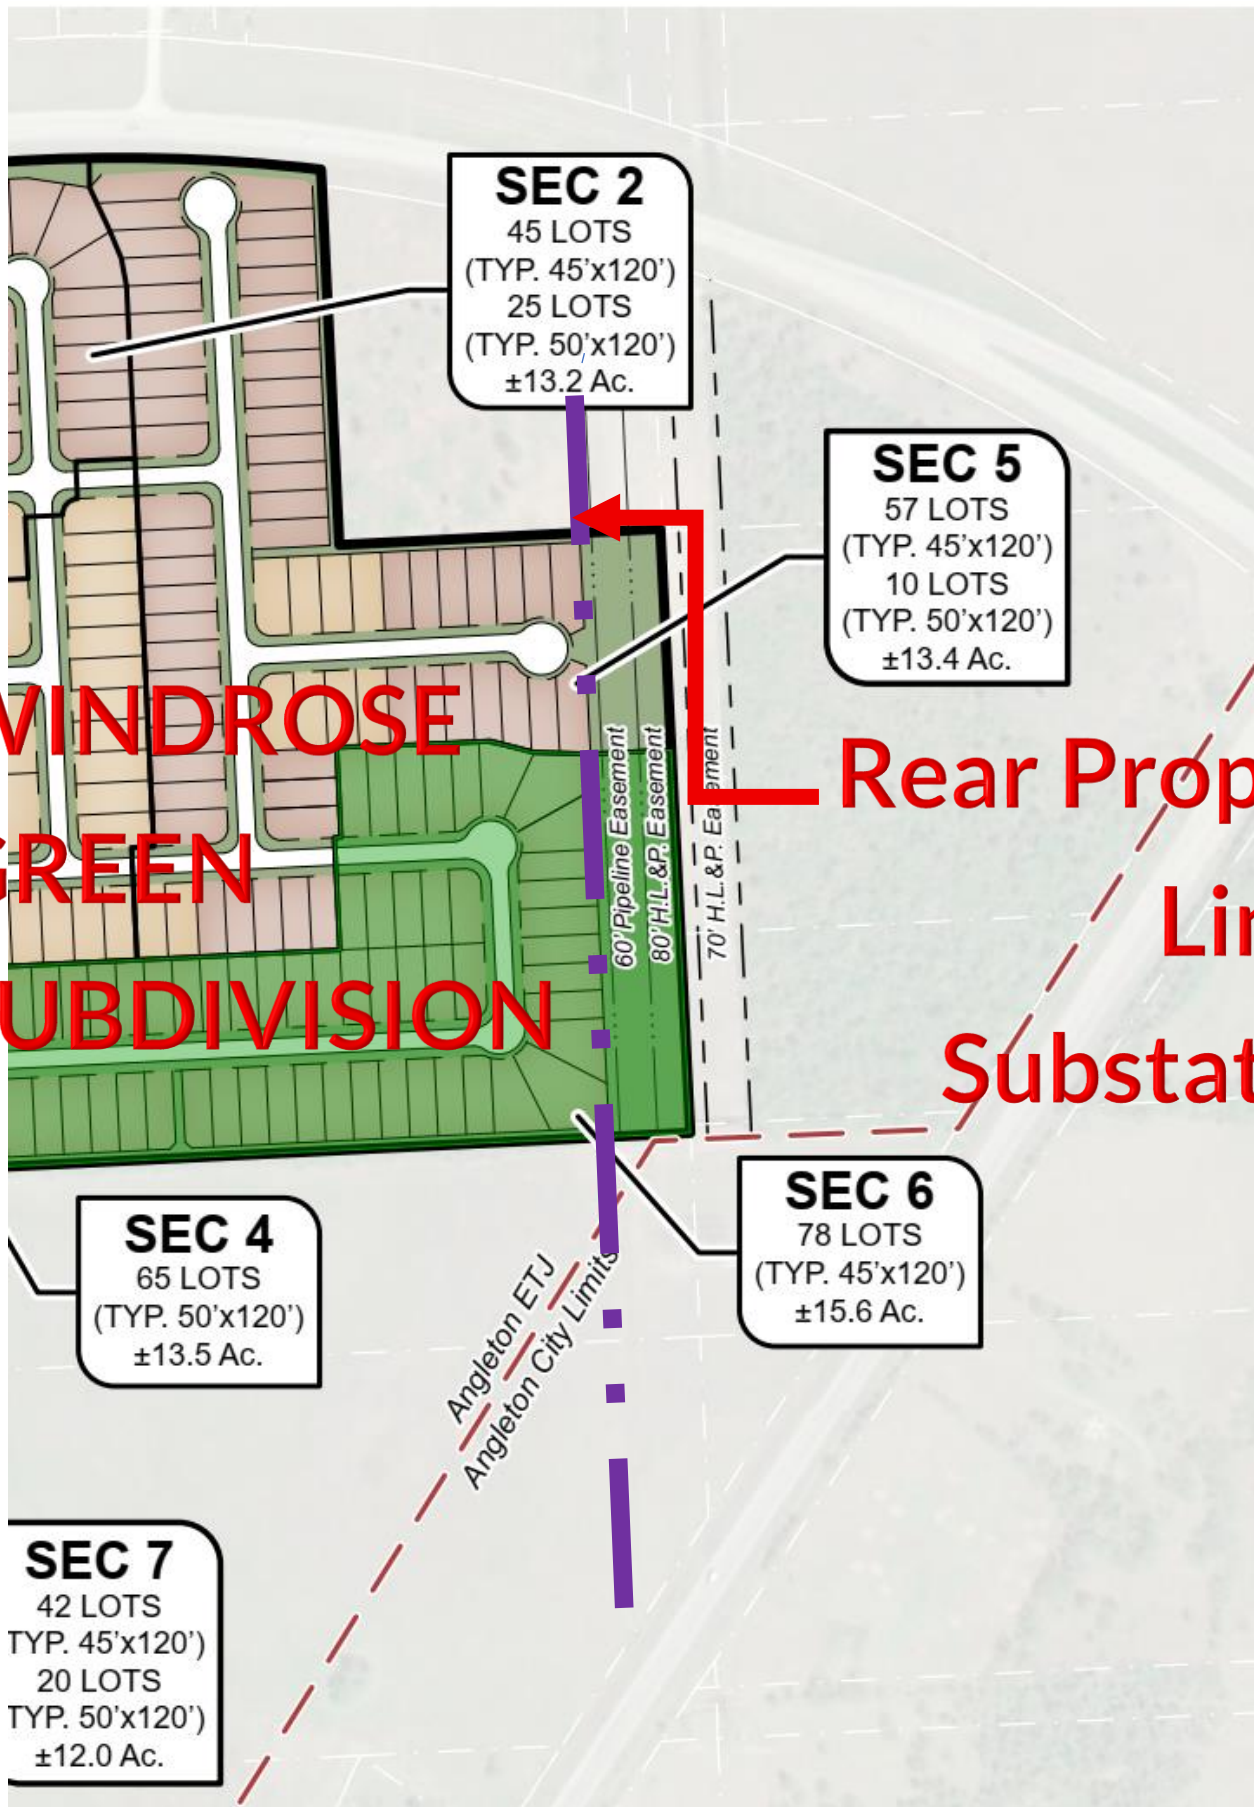 SEC 2
45 LOTS
(TYP. 45'x120')
25 LOTS
(TYP. 50'x120')
±13.2 Ac.
SEC 5
57 LOTS
(TYP. 45'x120')
10 LOTS
(TYP. 50'x120')
±13.4 Ac.
WINDROSE
GREEN
UBDIVISION
Rear Prop
Lin
Substat
60' Pipeline Easement
80' H.L.&P. Easement
70' H.L.&P. Easement
SEC 4
65 LOTS
(TYP. 50'x120')
±13.5 Ac.
SEC 6
78 LOTS
(TYP. 45'x120')
±15.6 Ac.
Angleton ETJ
Angleton City Limits
SEC 7
42 LOTS
TYP. 45'x120')
20 LOTS
TYP. 50'x120')
±12.0 Ac.